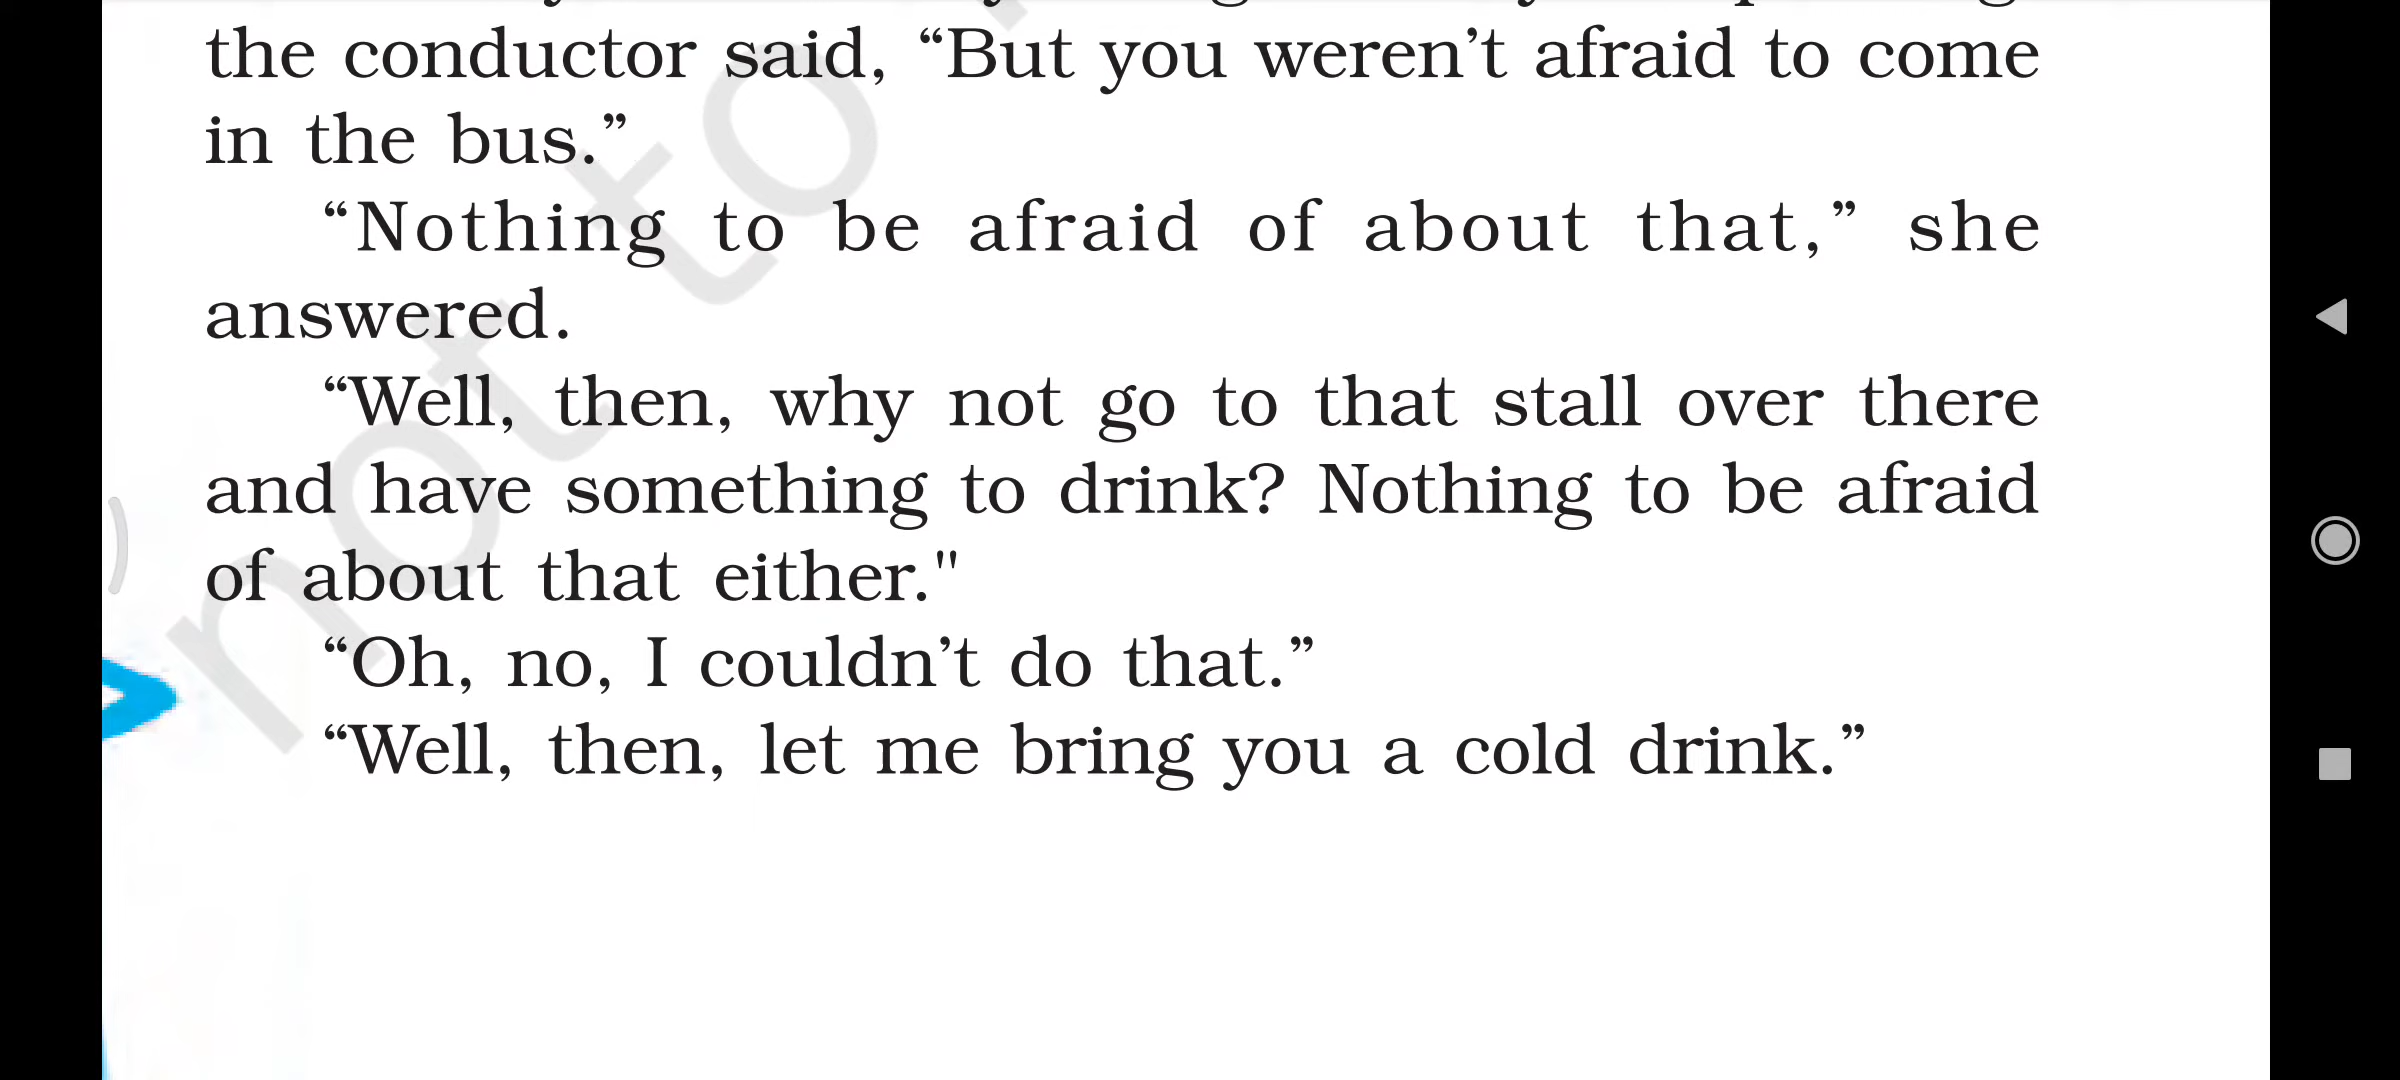 the conductor said, “But you weren’t afraid to come
in the bus.”
“Nothing to be afraid of about that,” she
answered.
“Well, then, why not go to that stall over there
and have something to drink? Nothing to be afraid
of about that either."
“Oh, no, I couldn’t do that.”
“Well, then, let me bring you a cold drink.”
not to